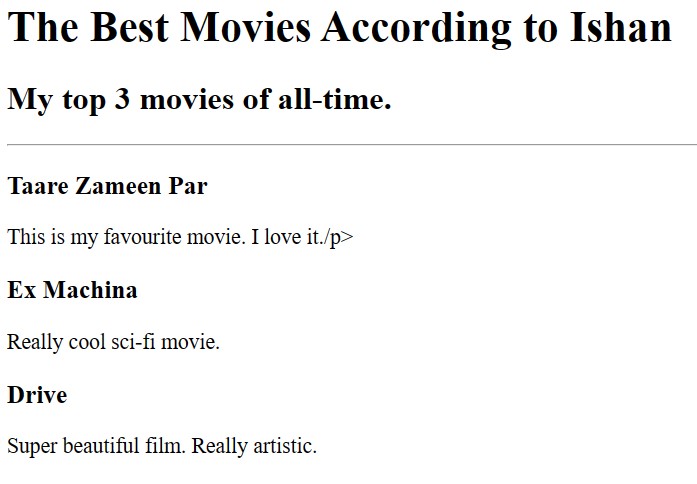 The Best Movies According to Ishan
My top 3 movies of all-time.
Taare Zameen Par
This is my favourite movie. I love it./p>
Ex Machina
Really cool sci-fi movie.
Drive
Super beautiful film. Really artistic.